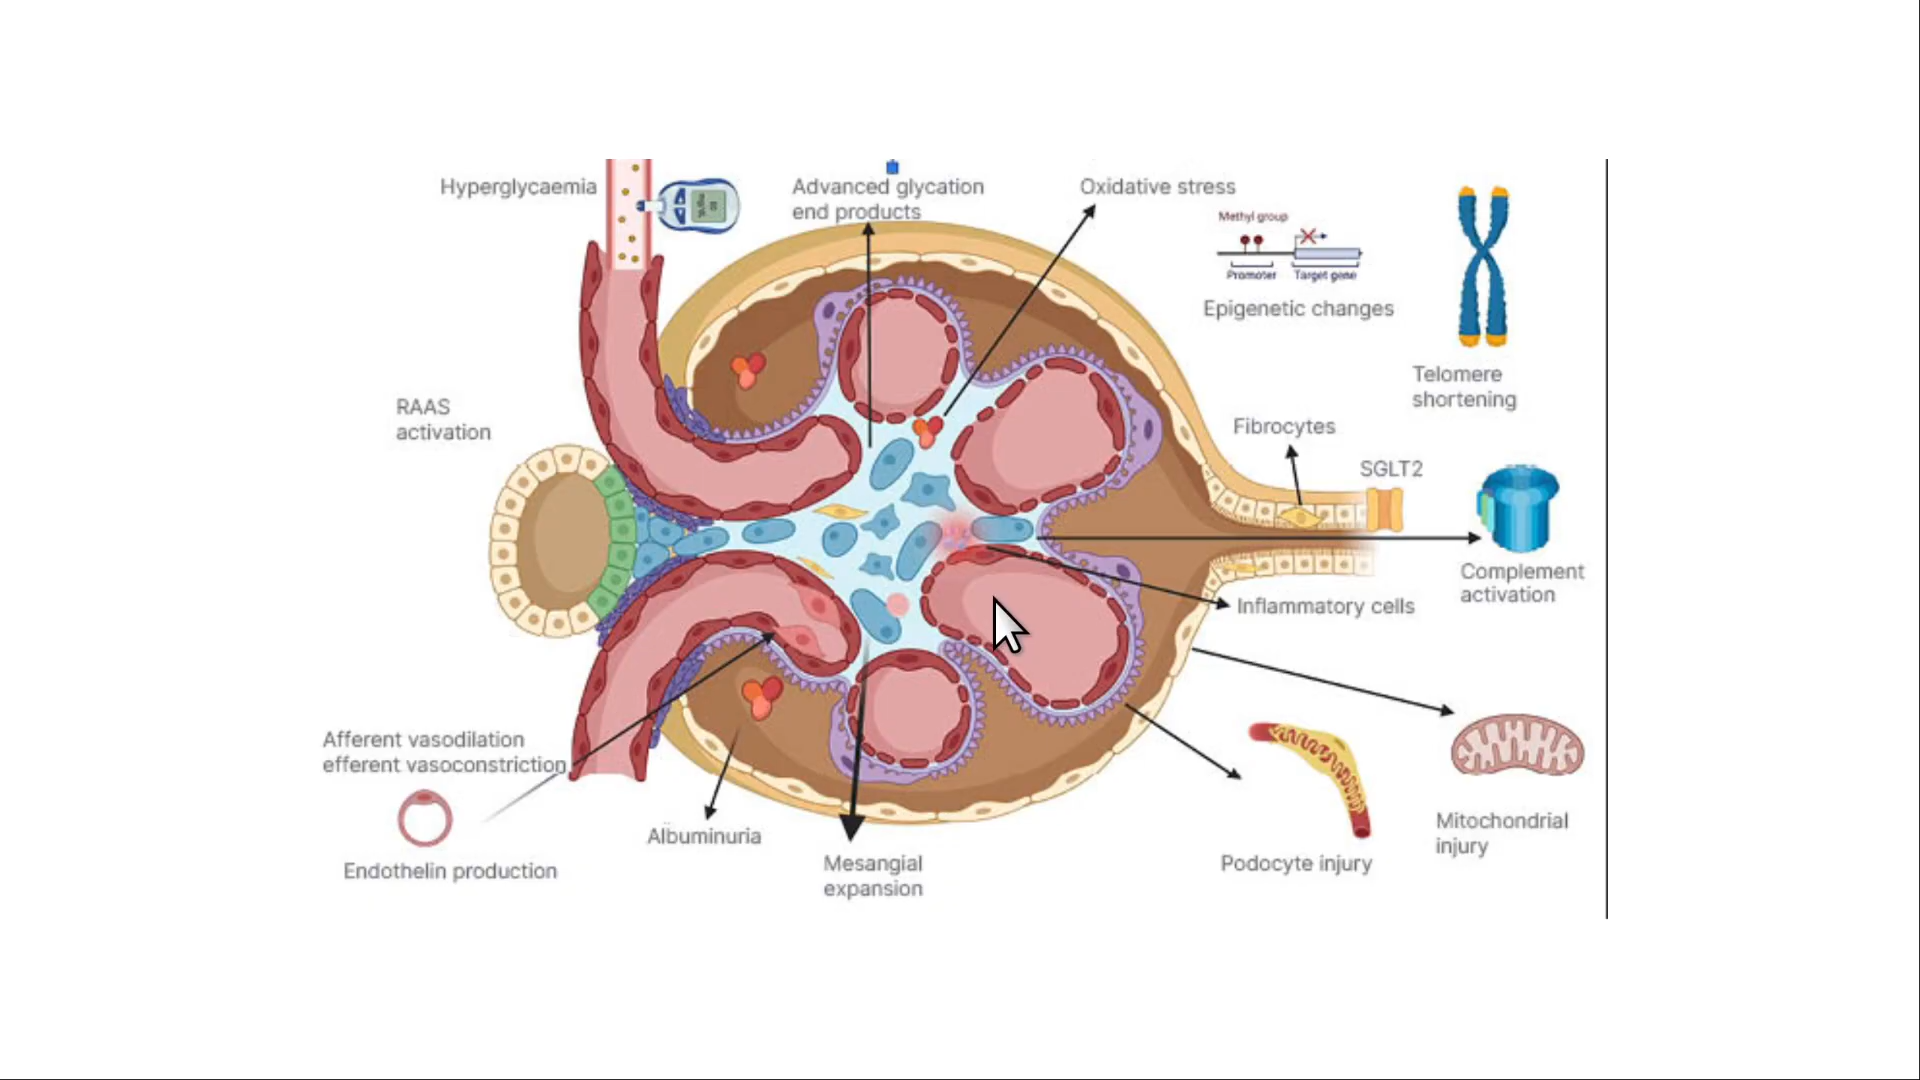 Hyperglycaemia
Advanced glycation
end products
Oxidative stress
Methyl group
Promoter
Target gene
Epigenetic changes
Telomere
shortening
RAAS
activation
Fibrocytes
SGLT2
Complement
activation
Inflammatory cells
Afferent vasodilation
efferent vasoconstriction
Endothelin production
Albuminuria
Mesangial
expansion
Podocyte injury
Mitochondrial
injury